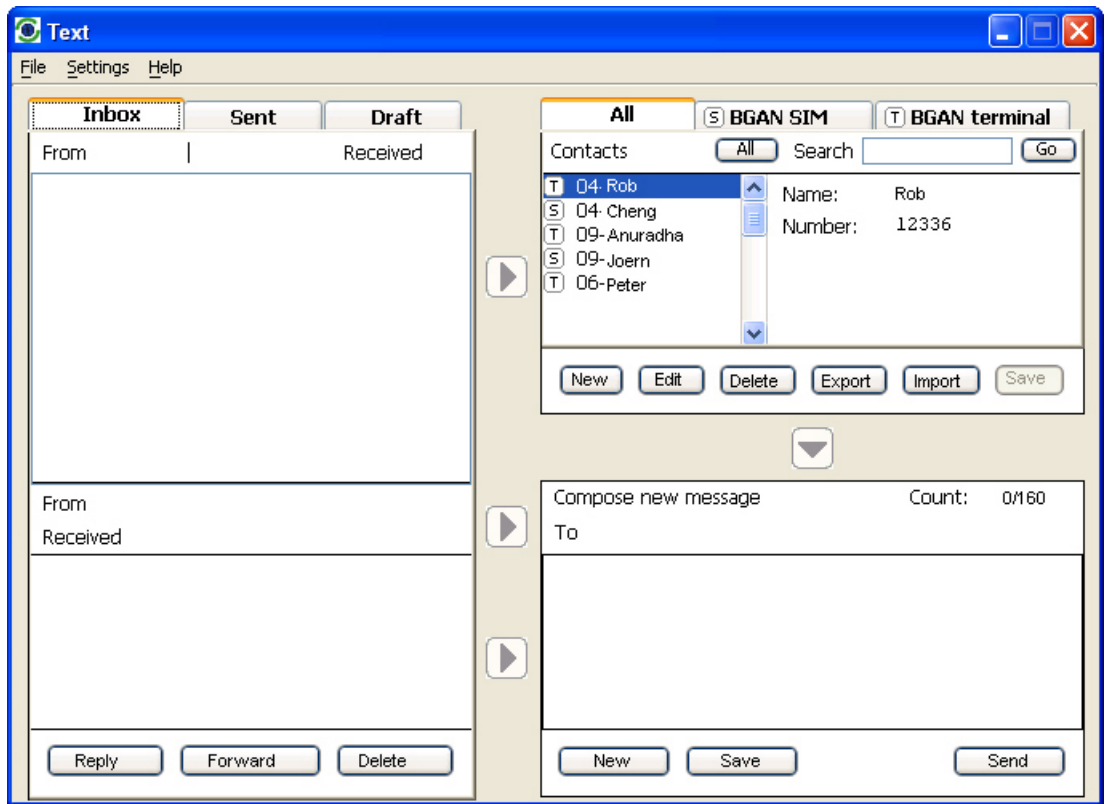 Text
File Settings Help
Inbox Sent Draft
From Received
From
Received
Reply Forward Delete
All S BGAN SIM T BGAN terminal
Contacts All Search Go
T 04-Rob
S 04-Cheng
T 09-Anuradha
S 09-Joern
T 06-Peter
Name: Rob
Number: 12336
New Edit Delete Export Import Save
Compose new message Count: 0/160
To
New Save Send